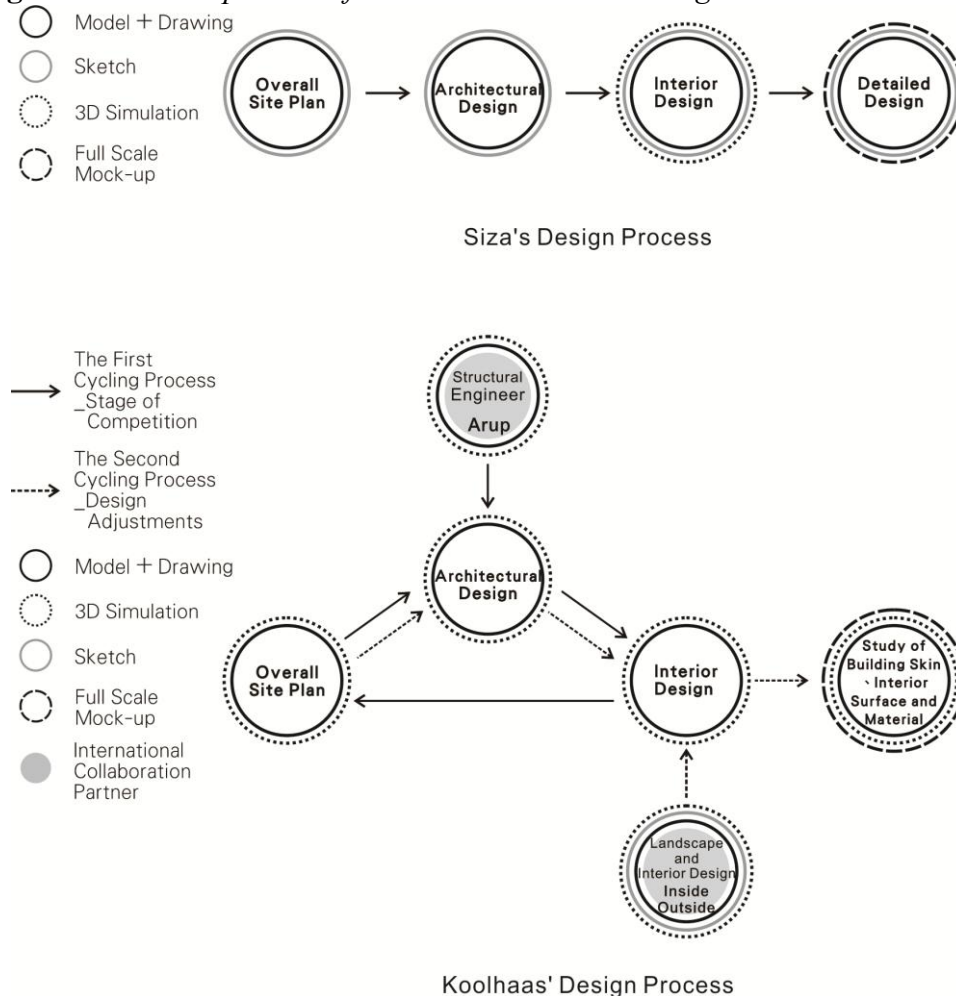 Model + Drawing
Sketch
3D Simulation
Full Scale
Mock-up
Overall
Site Plan
Architectural
Design
Interior
Design
Detailed
Design
Siza's Design Process
The First
Cycling Process
_Stage of
Competition
The Second
Cycling Process
_Design
Adjustments
Model + Drawing
3D Simulation
Sketch
Full Scale
Mock-up
International
Collaboration
Partner
Structural
Engineer
Arup
Architectural
Design
Overall
Site Plan
Interior
Design
Study of
Building Skin
、Interior
Surface and
Material
Landscape
and
Interior Design
Inside
Outside
Koolhaas' Design Process